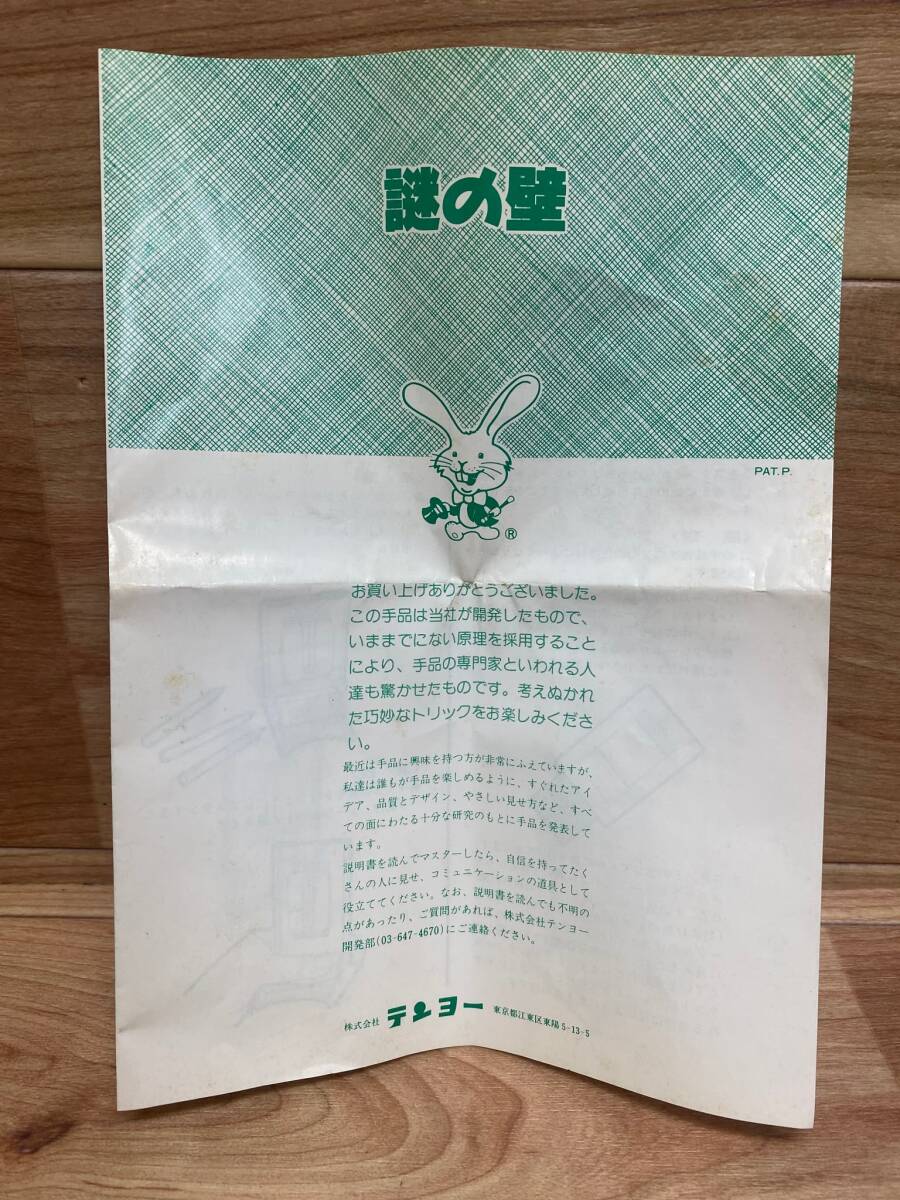 謎の壁
PAT.P.
®
お買い上げありがとうございました。
この手品は当社が開発したもので、
いままでにない原理を採用すること
により、手品の専門家といわれる人
達も驚かせたものです。考えぬかれ
た巧妙なトリックをお楽しみくださ
い。
最近は手品に興味を持つ方が非常にふえていますが、
私達は誰もが手品を楽しめるように、すぐれたアイ
デア、品質とデザイン、やさしい見せ方など、すべ
ての面にわたる十分な研究のもとに手品を発表して
います。
説明書を読んでマスターしたら、自信を持ってたく
さんの人に見せ、コミュニケーションの道具として
役立ててください。なお、説明書を読んでも不明の
点があったり、ご質問があれば、株式会社テンヨー
開発部(03-647-4670)にご連絡ください。
株式会社 テンヨー 東京都江東区東陽5-13-5